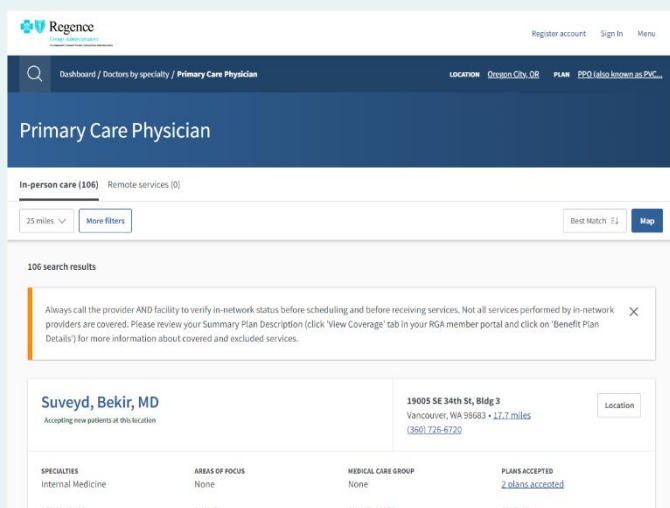 Regence
Group Administrators
Register account Sign In Menu
Dashboard / Doctors by specialty / Primary Care Physician
LOCATION Oregon City, OR PLAN PPO (also known as PVC...
Primary Care Physician
In-person care (106) Remote services (0)
25 miles More filters
Best Match Map
106 search results
Always call the provider AND facility to verify in-network status before scheduling and before receiving services. Not all services performed by in-network
providers are covered. Please review your Summary Plan Description (click 'View Coverage' tab in your RGA member portal and click on 'Benefit Plan
Details') for more information about covered and excluded services.
Suveyd, Bekir, MD
Accepting new patients at this location
19005 SE 34th St, Bldg 3
Vancouver, WA 98683 • 17.7 miles
(360) 726-6720
Location
SPECIALTIES AREAS OF FOCUS MEDICAL CARE GROUP PLANS ACCEPTED
Internal Medicine None None 2 plans accepted